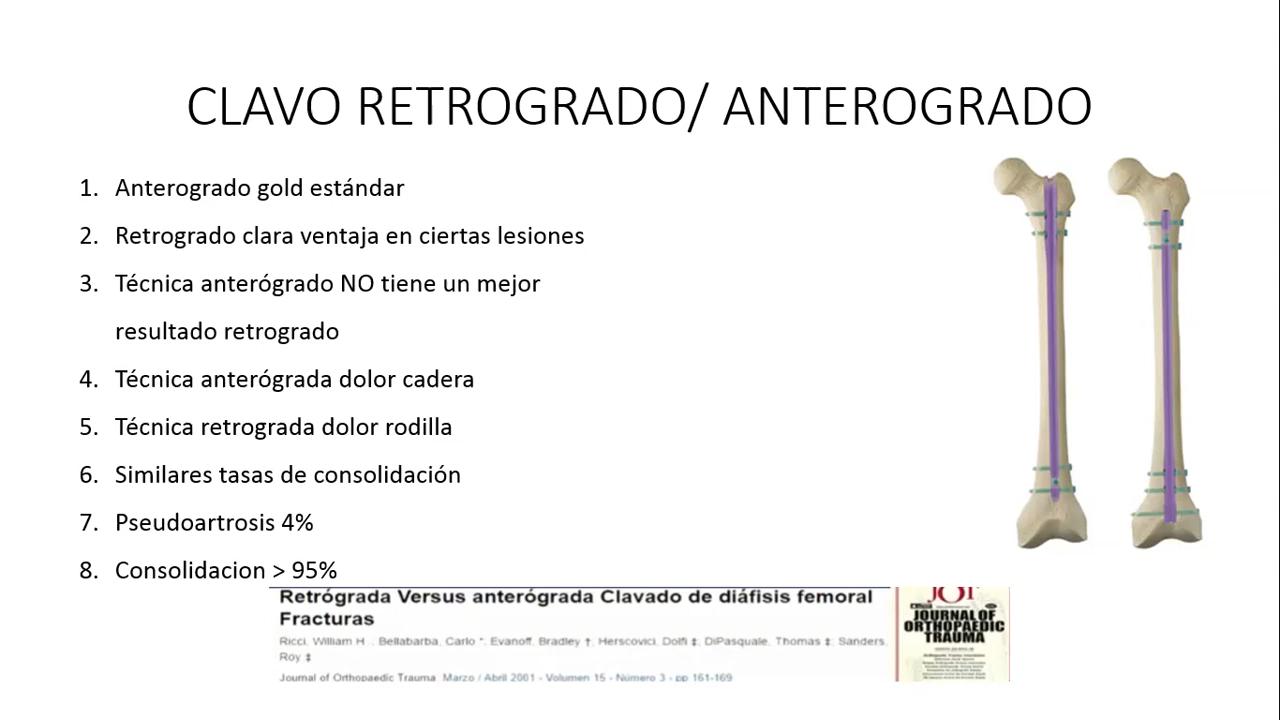 CLAVO RETROGRADO/ ANTEROGRADO
1. Anterogrado gold estándar
2. Retrogrado clara ventaja en ciertas lesiones
3. Técnica anterógrado NO tiene un mejor
resultado retrogrado
4. Técnica anterógrada dolor cadera
5. Técnica retrograda dolor rodilla
6. Similares tasas de consolidación
7. Pseudoartrosis 4%
8. Consolidacion > 95%
Retrógrada Versus anterógrada Clavado de diáfisis femoral
Fracturas
Ricci, William H . Bellabarba, Carlo *. Evanoff, Bradley †. Herscovici, Dolfi ‡. DiPasquale, Thomas ‡. Sanders,
Roy ‡
Journal of Orthopaedic Trauma Marzo / Abril 2001 - Volumen 15 - Número 3 - pp 161-169
JOT
JOURNAL OF
ORTHOPAEDIC
TRAUMA